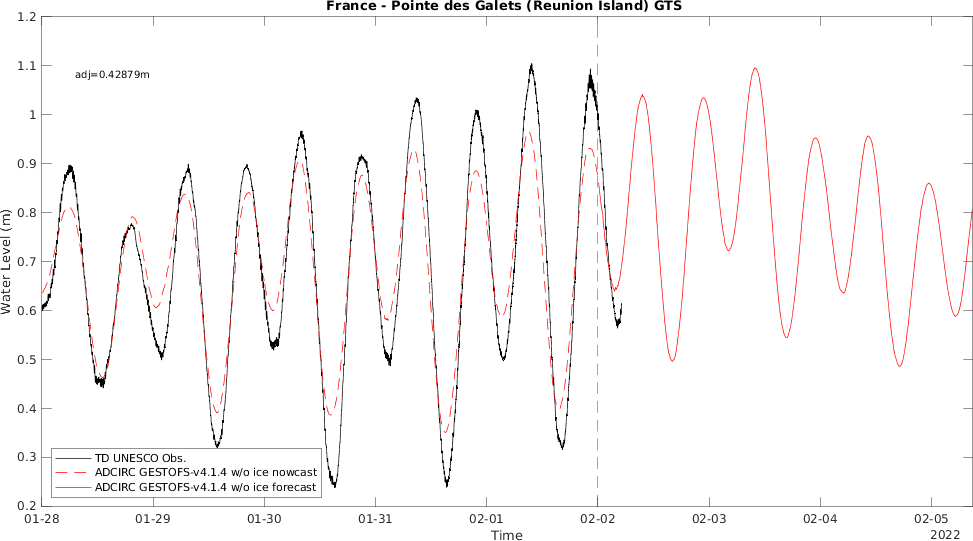 France - Pointe des Galets (Reunion Island) GTS
1.2
1.1
1
0.9
0.8
0.7
0.6
0.5
0.4
0.3
0.2
Water Level (m)
adj=0.42879m
TD UNESCO Obs.
ADCIRC GESTOFS-v4.1.4 w/o ice nowcast
ADCIRC GESTOFS-v4.1.4 w/o ice forecast
01-28 01-29 01-30 01-31 02-01 02-02 02-03 02-04 02-05
Time
2022